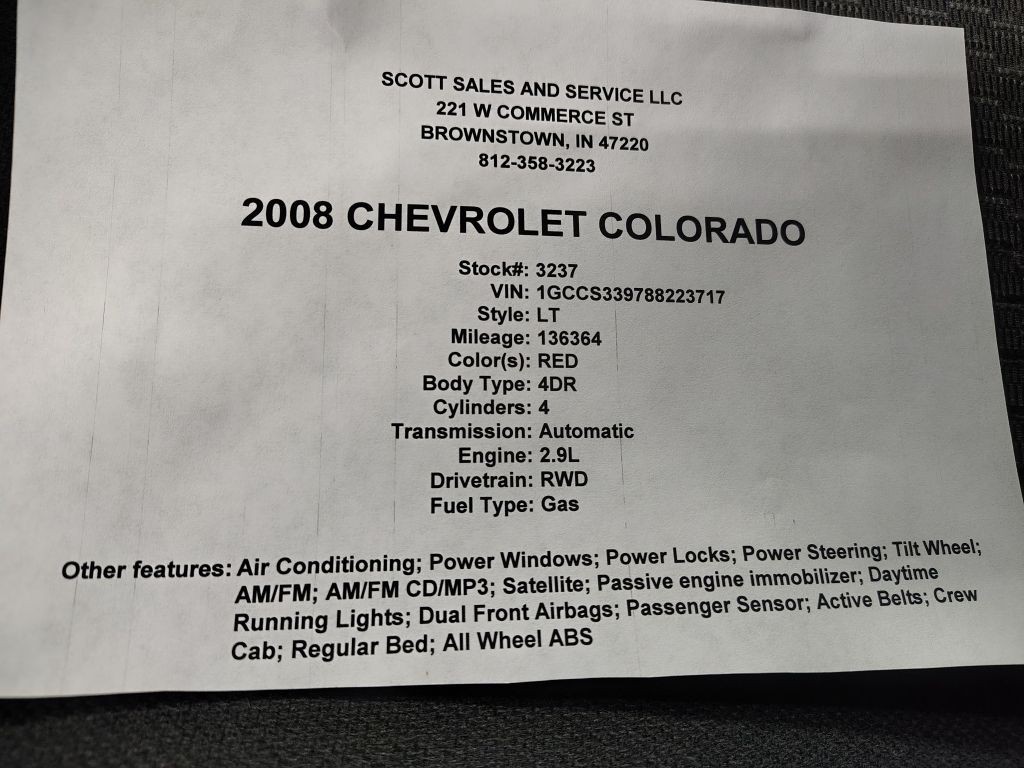 SCOTT SALES AND SERVICE LLC
221 W COMMERCE ST
BROWNSTOWN, IN 47220
812-358-3223
2008 CHEVROLET COLORADO
Stock#: 3237
VIN: 1GCCS339788223717
Style: LT
Mileage: 136364
Color(s): RED
Body Type: 4DR
Cylinders: 4
Transmission: Automatic
Engine: 2.9L
Drivetrain: RWD
Fuel Type: Gas
Other features: Air Conditioning; Power Windows; Power Locks; Power Steering; Tilt Wheel;
AM/FM; AM/FM CD/MP3; Satellite; Passive engine immobilizer; Daytime
Running Lights; Dual Front Airbags; Passenger Sensor; Active Belts; Crew
Cab; Regular Bed; All Wheel ABS